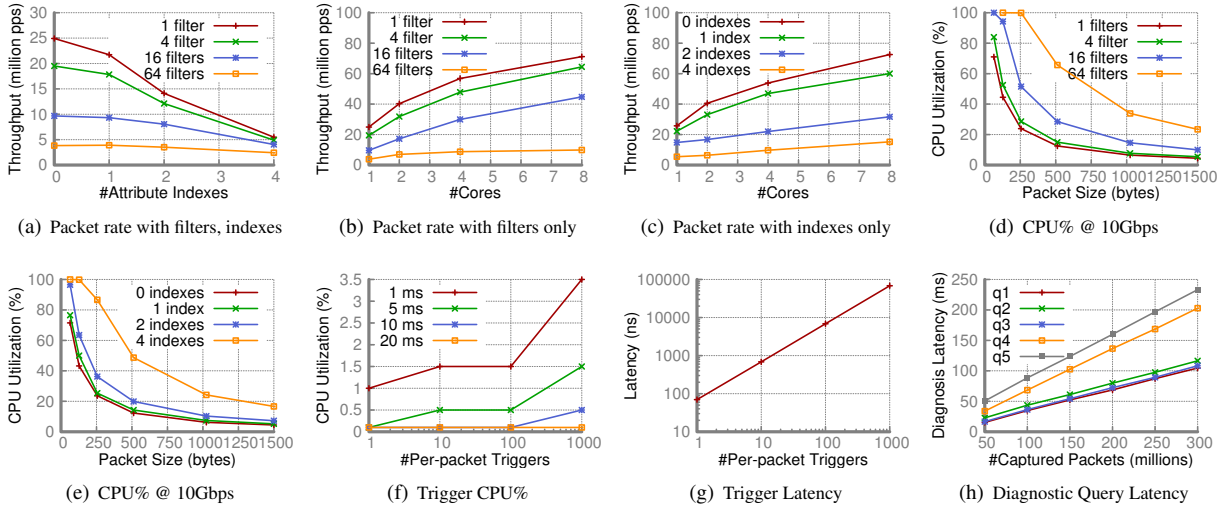 Throughput (million pps)
30
25
20
15
10
5
0
1 filter
4 filter
16 filters
64 filters
0 1 2 3 4
#Attribute Indexes
(a) Packet rate with filters, indexes
Throughput (million pps)
100
80
60
40
20
0
1 filter
4 filter
16 filters
64 filters
1 2 3 4 5 6 7 8
#Cores
(b) Packet rate with filters only
Throughput (million pps)
100
80
60
40
20
0
0 indexes
1 index
2 indexes
4 indexes
1 2 3 4 5 6 7 8
#Cores
(c) Packet rate with indexes only
CPU Utilization (%)
100
80
60
40
20
0
1 filters
4 filter
16 filters
64 filters
0 250 500 750 1000 1250 1500
Packet Size (bytes)
(d) CPU% @ 10Gbps
CPU Utilization (%)
100
80
60
40
20
0
0 indexes
1 index
2 indexes
4 indexes
0 250 500 750 1000 1250 1500
Packet Size (bytes)
(e) CPU% @ 10Gbps
CPU Utilization (%)
3.5
3
2.5
2
1.5
1
0.5
0
1 ms
5 ms
10 ms
20 ms
1 10 100 1000
#Per-packet Triggers
(f) Trigger CPU%
Latency (ns)
100000
10000
1000
100
10
1 10 100 1000
#Per-packet Triggers
(g) Trigger Latency
Diagnosis Latency (ms)
250
200
150
100
50
0
q1
q2
q3
q4
q5
50 100 150 200 250 300
#Captured Packets (millions)
(h) Diagnostic Query Latency